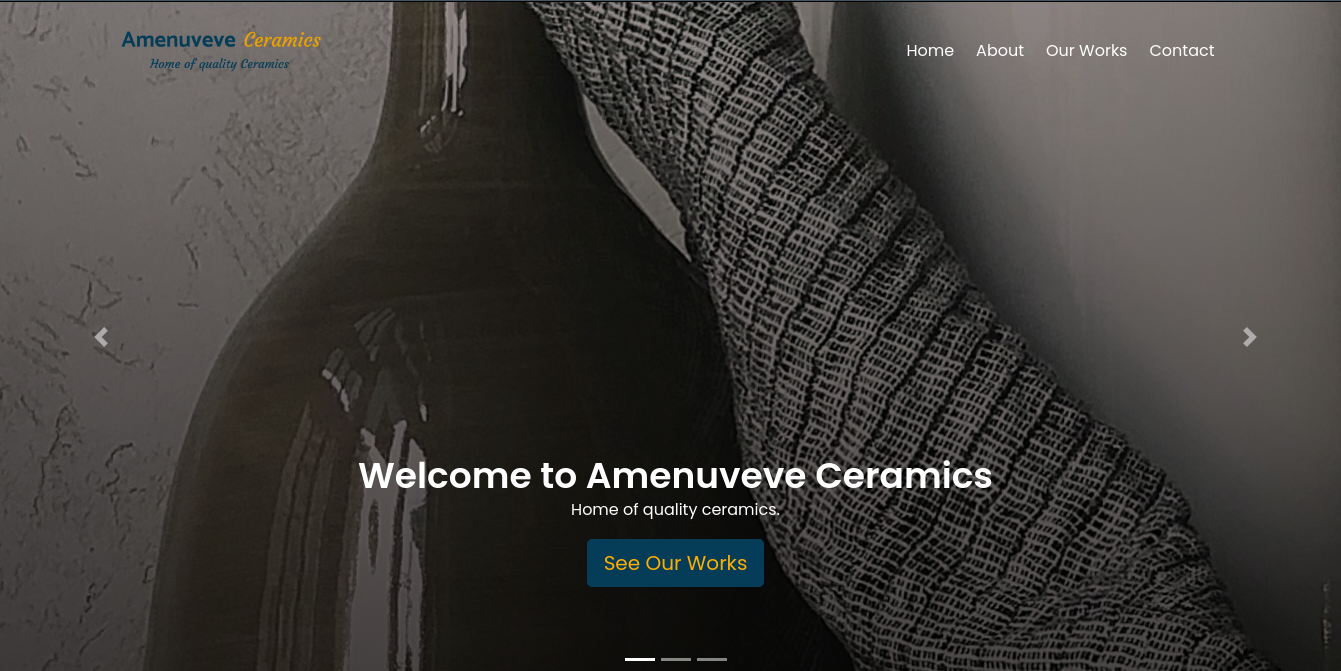 Amenuveve Ceramics
Home of quality Ceramics
Home About Our Works Contact
Welcome to Amenuveve Ceramics
Home of quality ceramics.
See Our Works